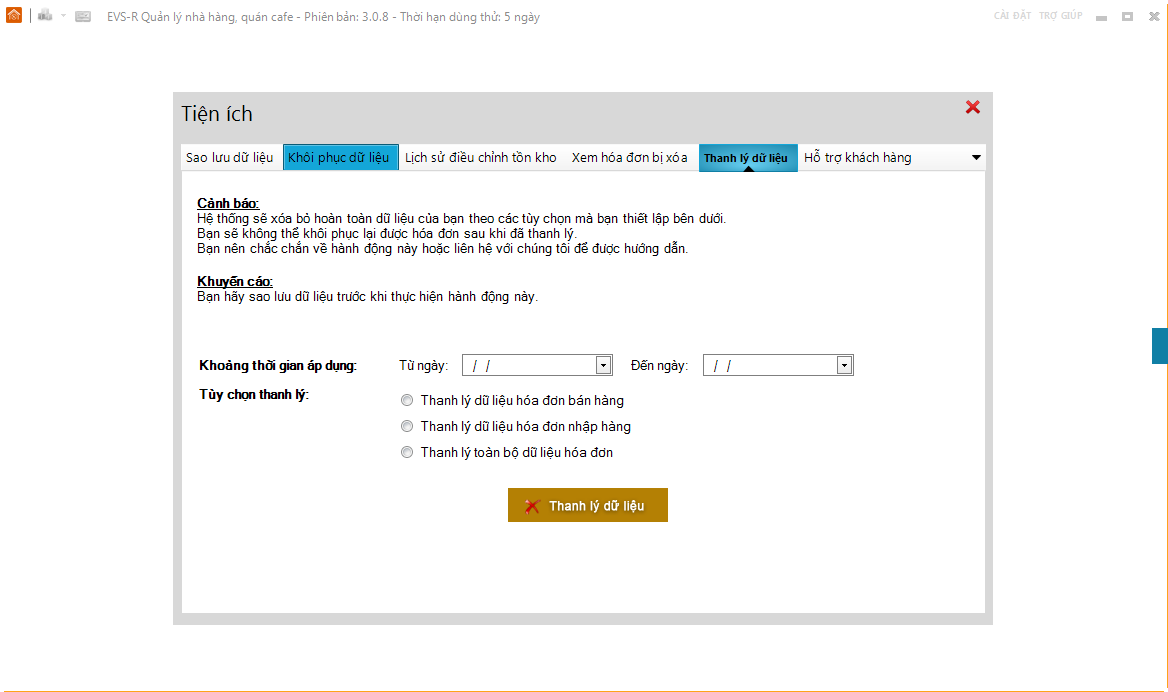 EVS-R Quản lý nhà hàng, quán cafe - Phiên bản: 3.0.8 - Thời hạn dùng thử: 5 ngày
CÀI ĐẶT TRỢ GIÚP
Tiện ích
Sao lưu dữ liệu Khôi phục dữ liệu Lịch sử điều chỉnh tồn kho Xem hóa đơn bị xóa Thanh lý dữ liệu Hỗ trợ khách hàng
Cảnh báo:
Hệ thống sẽ xóa bỏ hoàn toàn dữ liệu của bạn theo các tùy chọn mà bạn thiết lập bên dưới.
Bạn sẽ không thể khôi phục lại được hóa đơn sau khi đã thanh lý.
Bạn nên chắc chắn về hành động này hoặc liên hệ với chúng tôi để được hướng dẫn.
Khuyến cáo:
Bạn hãy sao lưu dữ liệu trước khi thực hiện hành động này.
Khoảng thời gian áp dụng: Từ ngày: / / Đến ngày: / /
Tùy chọn thanh lý:
Thanh lý dữ liệu hóa đơn bán hàng
Thanh lý dữ liệu hóa đơn nhập hàng
Thanh lý toàn bộ dữ liệu hóa đơn
Thanh lý dữ liệu